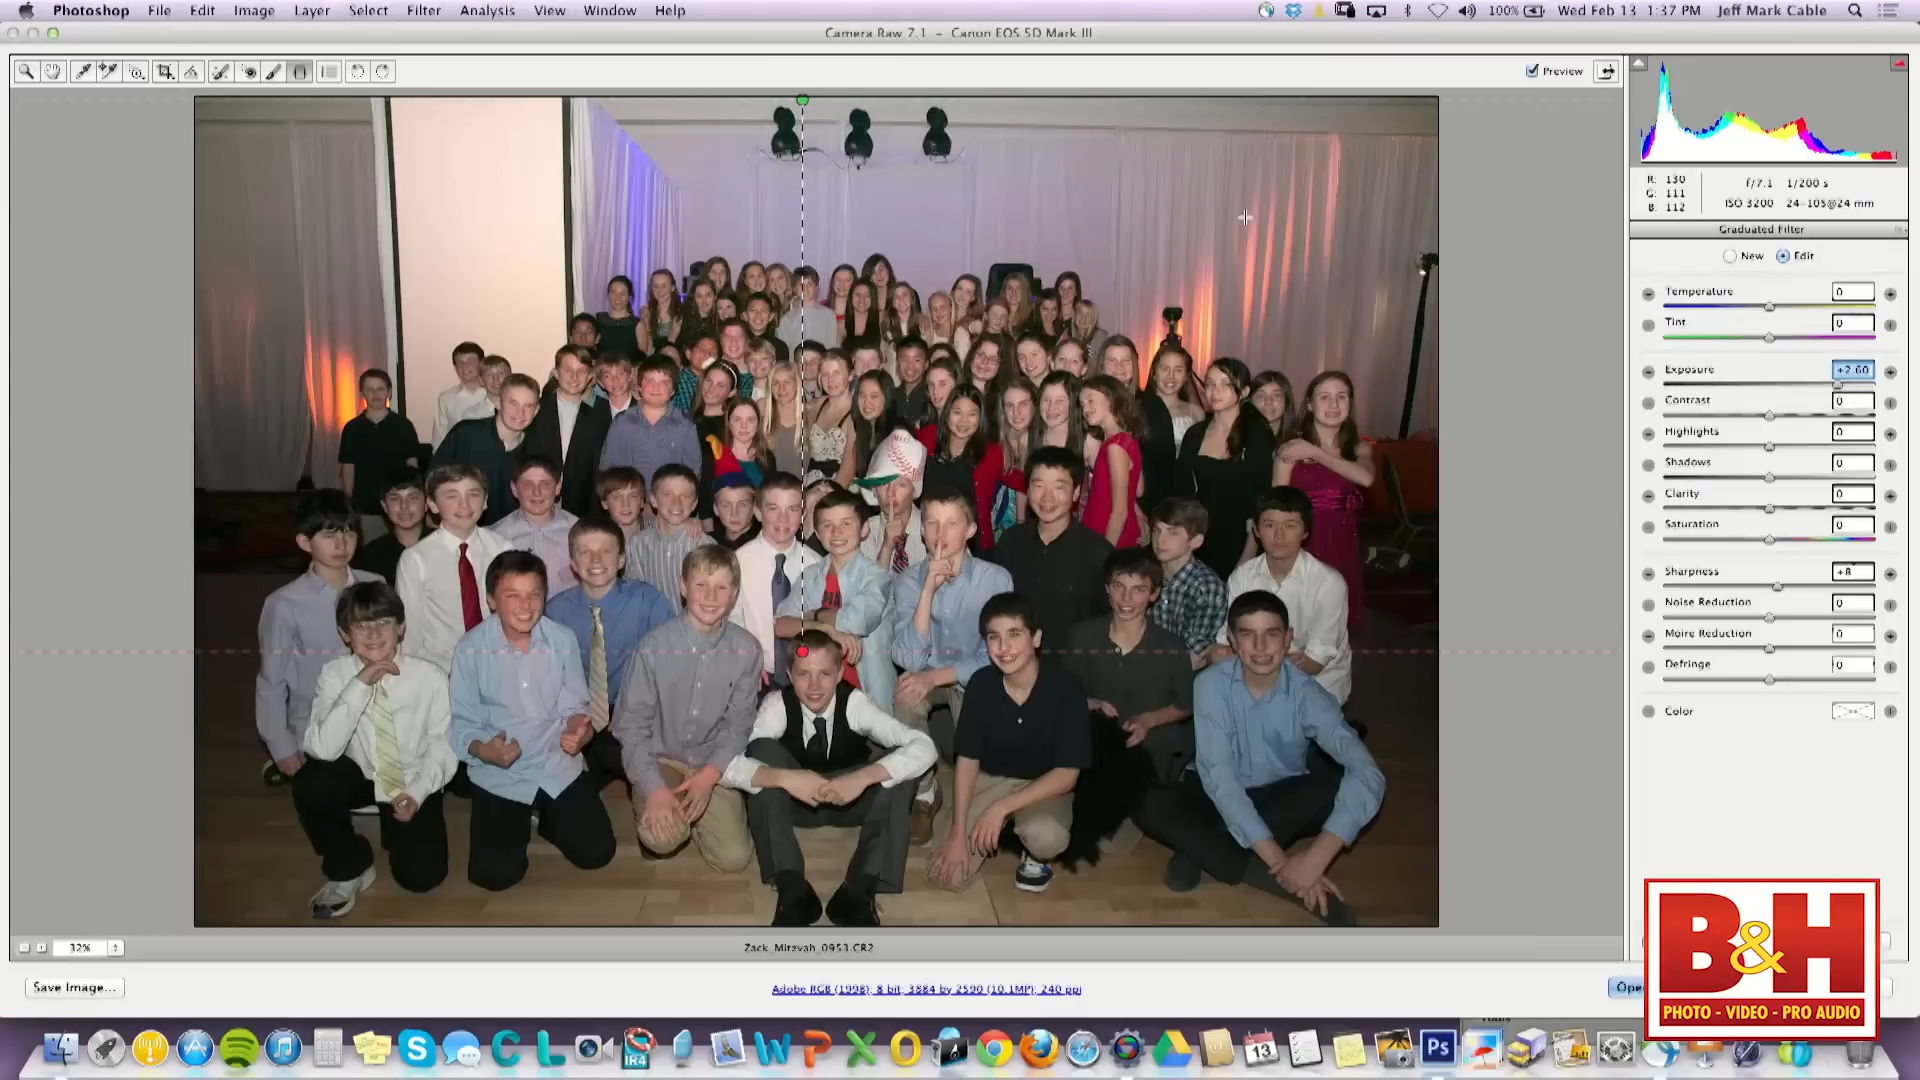 Photoshop File Edit Image Layer Select Filter Analysis View Window Help 100% Wed Feb 13 1:37 PM Jeff Mark Cable
Camera Raw 7.1 - Canon EOS 5D Mark III
Preview
R: 130
G: 111
B: 112
f/7.1 1/200 s
ISO 3200 24-105@24 mm
Graduated Filter
New Edit
Temperature 0
Tint 0
Exposure +2.60
Contrast 0
Highlights 0
Shadows 0
Clarity 0
Saturation 0
Sharpness +8
Noise Reduction 0
Moire Reduction 0
Defringe 0
Color
32%
Zack_Mitzvah_0953.CR2
Save Image...
Adobe RGB (1998); 8 bit; 3884 by 2590 (10.1MP); 240 ppi
Ope
B&H
PHOTO - VIDEO - PRO AUDIO
IR4
13
Ps